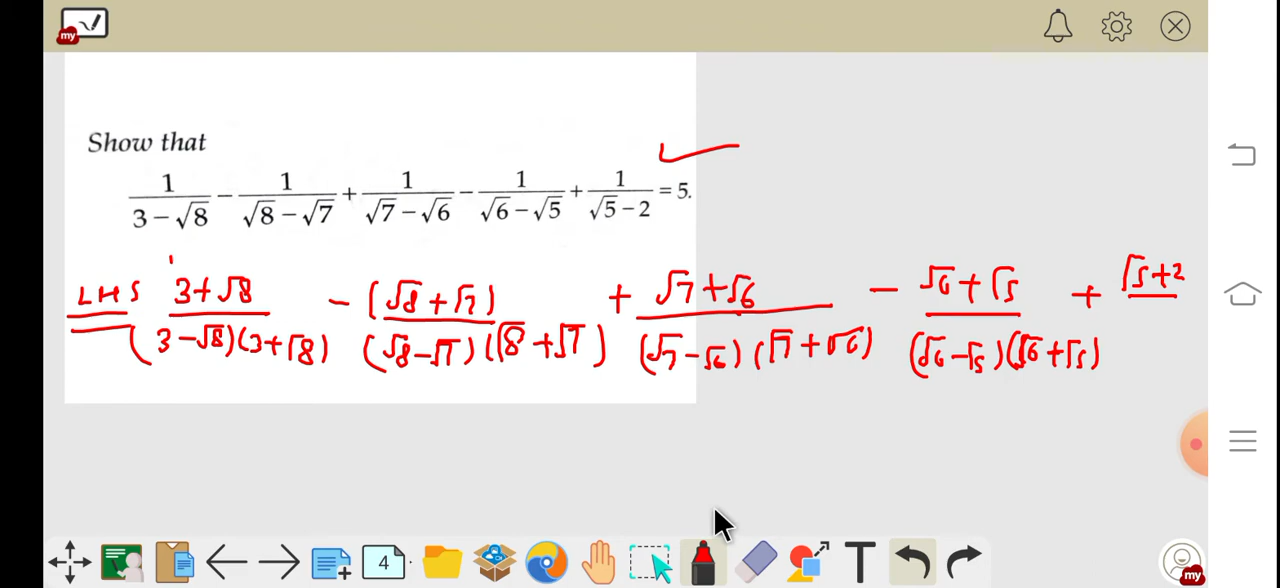 my
Show that
1/(3 − √8) − 1/(√8 − √7) + 1/(√7 − √6) − 1/(√6 − √5) + 1/(√5 − 2) = 5.
LHS (3+√8)/((3−√8)(3+√8)) − (√8+√7)/((√8−√7)(√8+√7)) + (√7+√6)/((√7−√6)(√7+√6)) − (√6+√5)/((√6−√5)(√6+√5)) + √5+2
4
T
my